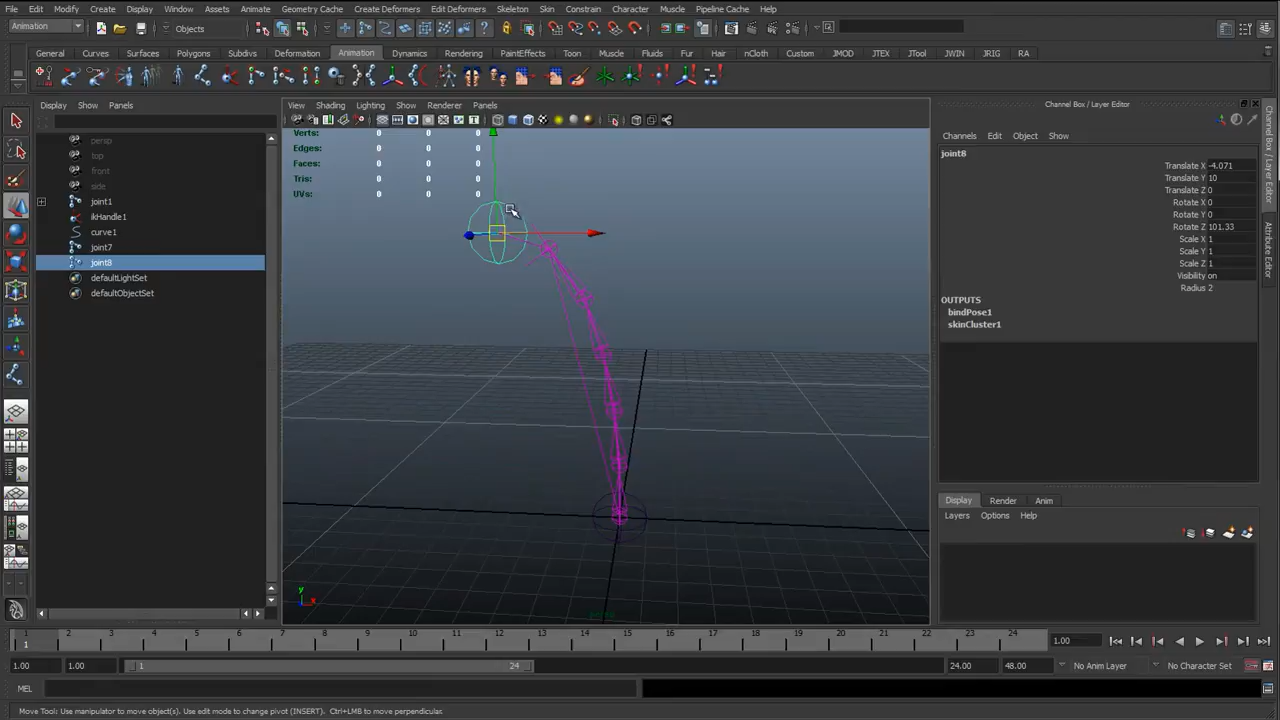 File Edit Modify Create Display Window Assets Animate Geometry Cache Create Deformers Edit Deformers Skeleton Skin Constrain Character Muscle Pipeline Cache Help
Animation Objects
General Curves Surfaces Polygons Subdivs Deformation Animation Dynamics Rendering PaintEffects Toon Muscle Fluids Fur Hair nCloth Custom JMOD JTEX JTool JWIN JRIG RA
Display Show Panels
View Shading Lighting Show Renderer Panels
Channel Box / Layer Editor
Channels Edit Object Show
persp
top
front
side
joint1
ikHandle1
curve1
joint7
joint8
defaultLightSet
defaultObjectSet
Verts: 0 0 0
Edges: 0 0 0
Faces: 0 0 0
Tris: 0 0 0
UVs: 0 0 0
joint8
Translate X -4.071
Translate Y 10
Translate Z 0
Rotate X 0
Rotate Y 0
Rotate Z 101.33
Scale X 1
Scale Y 1
Scale Z 1
Visibility on
Radius 2
OUTPUTS
bindPose1
skinCluster1
Channel Box / Layer Editor
Attribute Editor
Display Render Anim
Layers Options Help
y
x
persp
1 2 3 4 5 6 7 8 9 10 11 12 13 14 15 16 17 18 19 20 21 22 23 24
1
1.00
1.00 1.00 1 24 24.00 48.00 No Anim Layer No Character Set
MEL
Move Tool: Use manipulator to move object(s). Use edit mode to change pivot (INSERT). Ctrl+LMB to move perpendicular.